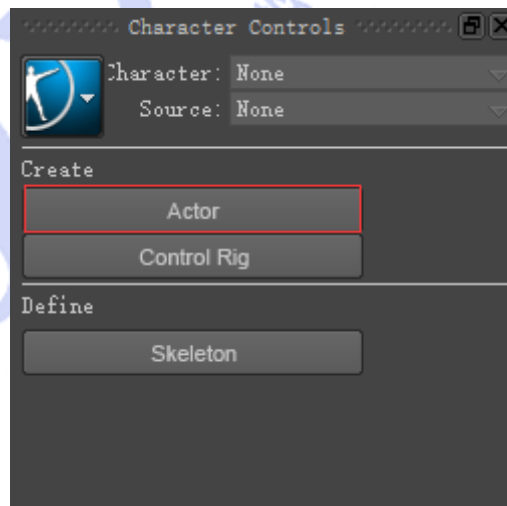 Character Controls
Character: None
Source: None
Create
Actor
Control Rig
Define
Skeleton